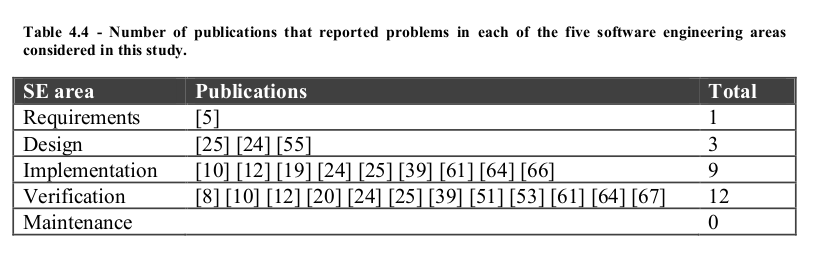 Table 4.4 - Number of publications that reported problems in each of the five software engineering areas
considered in this study.
SE area Publications Total
Requirements [5] 1
Design [25] [24] [55] 3
Implementation [10] [12] [19] [24] [25] [39] [61] [64] [66] 9
Verification [8] [10] [12] [20] [24] [25] [39] [51] [53] [61] [64] [67] 12
Maintenance 0